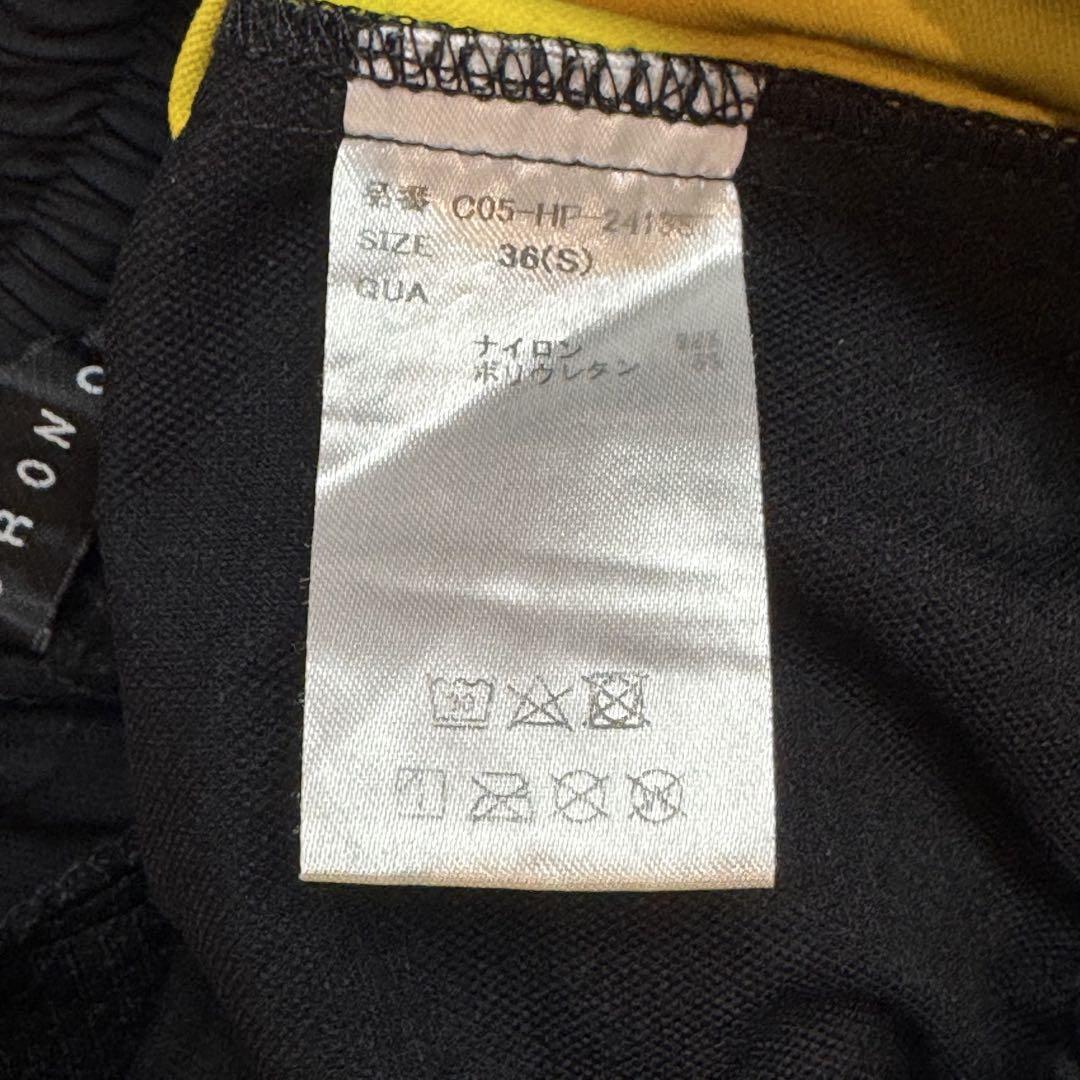 品番 C05-HP-2413
SIZE 36(S)
QUA
ナイロン
ポリウレタン
RONO